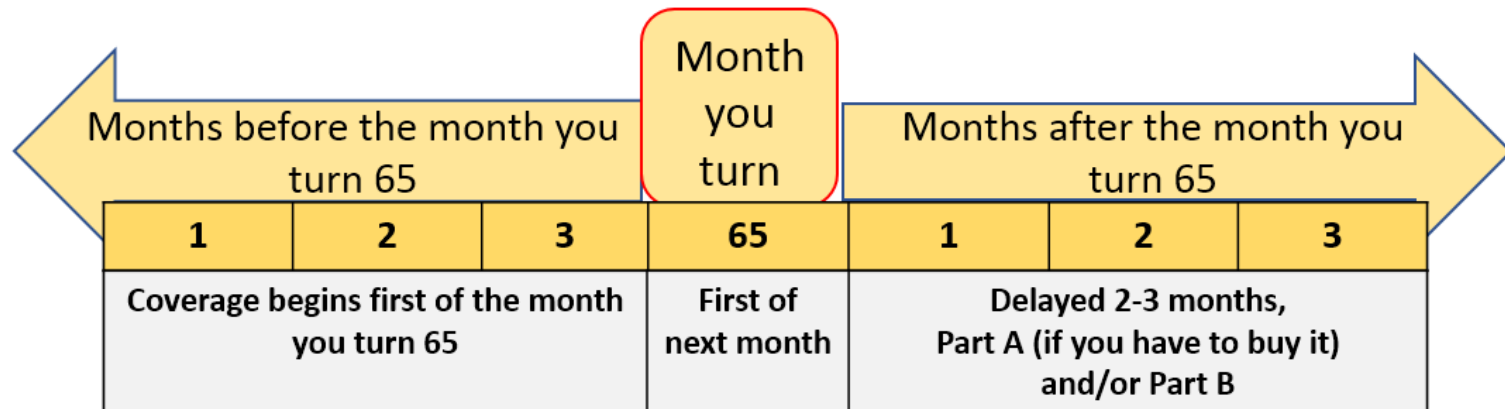 Month
you
turn
Months before the month you
turn 65
Months after the month you
turn 65
1 2 3 65 1 2 3
Coverage begins first of the month
you turn 65
First of
next month
Delayed 2-3 months,
Part A (if you have to buy it)
and/or Part B